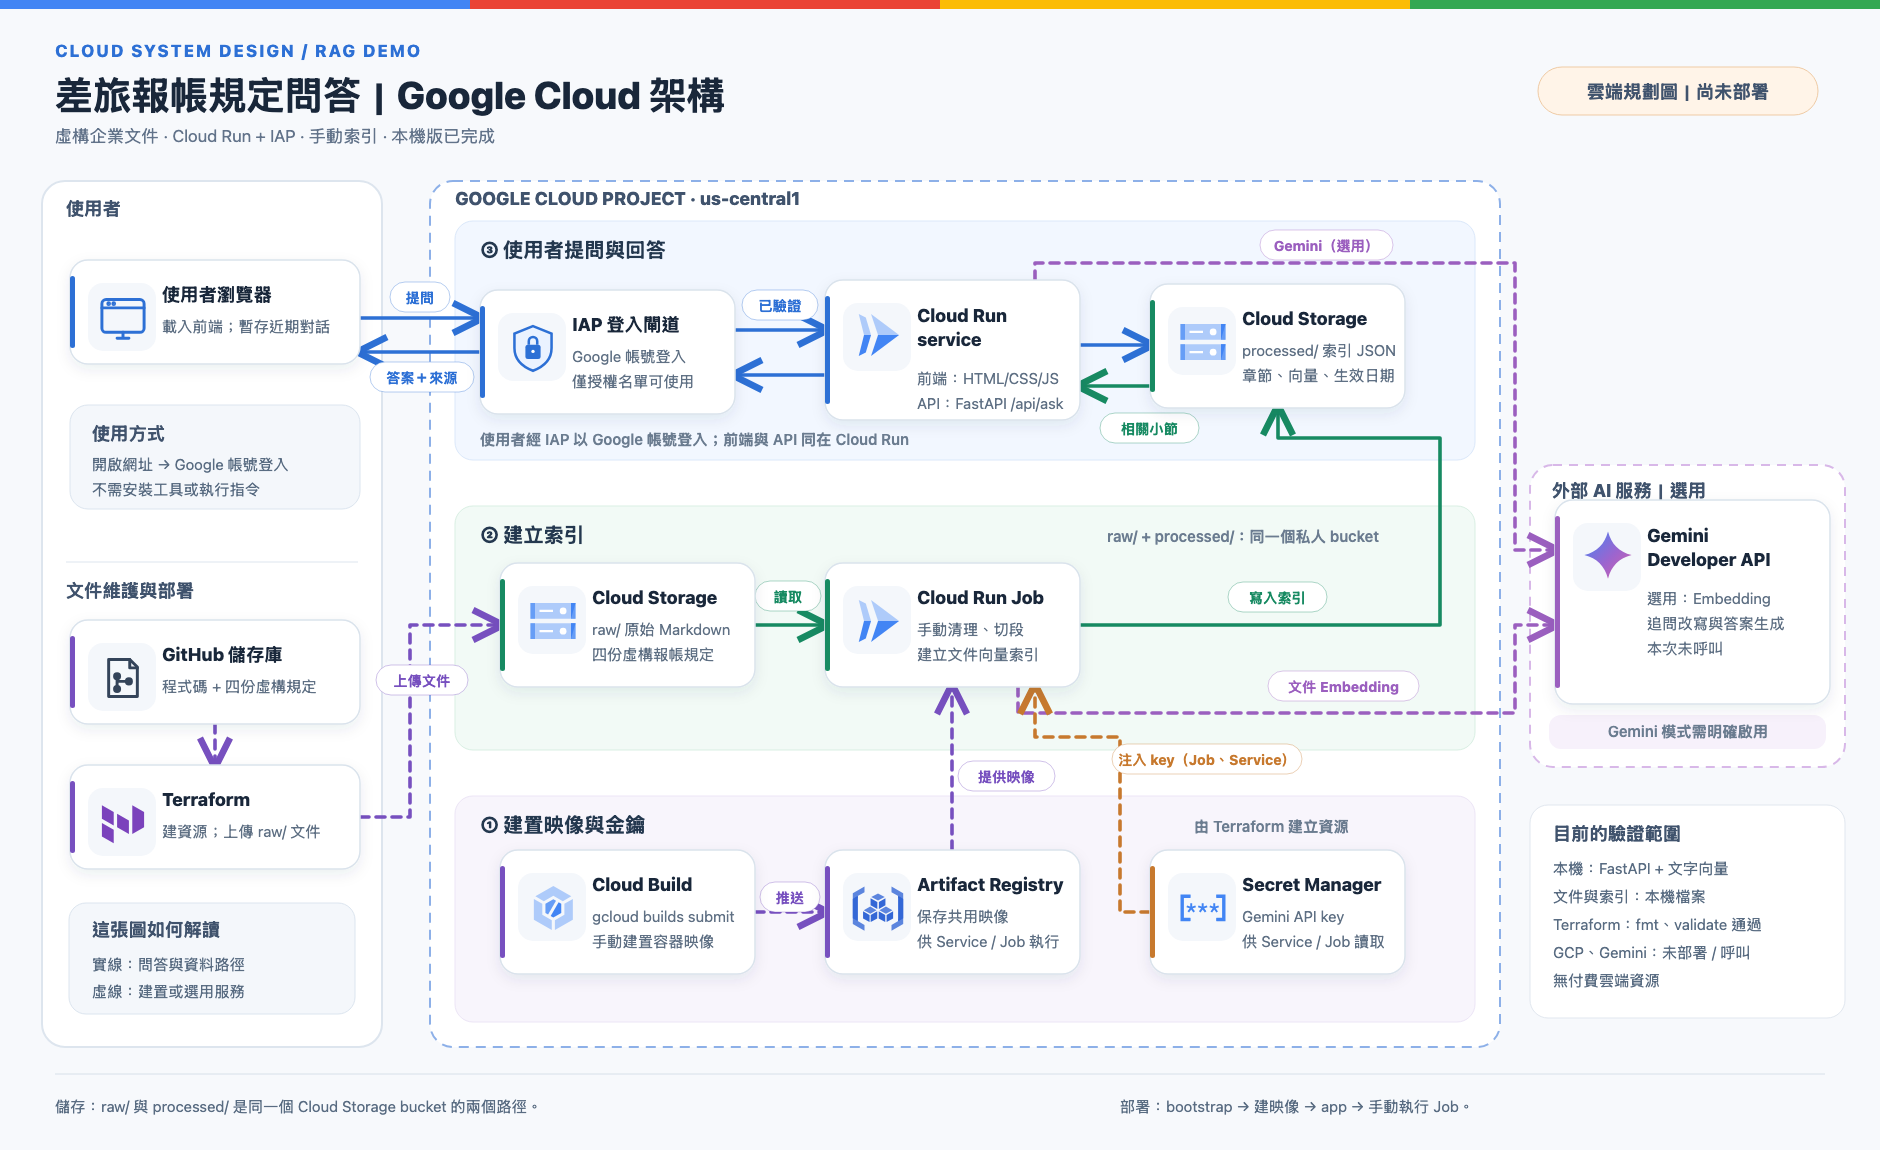 CLOUD SYSTEM DESIGN / RAG DEMO
差旅報帳規定問答 | Google Cloud 架構
虛構企業文件 · Cloud Run + IAP · 手動索引 · 本機版已完成
雲端規劃圖 | 尚未部署
使用者
使用者瀏覽器
載入前端；暫存近期對話
使用方式
開啟網址 → Google 帳號登入
不需安裝工具或執行指令
文件維護與部署
GitHub 儲存庫
程式碼 + 四份虛構規定
Terraform
建資源；上傳 raw/ 文件
這張圖如何解讀
實線：問答與資料路徑
虛線：建置或選用服務
提問
答案＋來源
上傳文件
GOOGLE CLOUD PROJECT · us-central1
③ 使用者提問與回答
Gemini（選用）
IAP 登入閘道
Google 帳號登入
僅授權名單可使用
已驗證
Cloud Run
service
前端：HTML/CSS/JS
API：FastAPI /api/ask
Cloud Storage
processed/ 索引 JSON
章節、向量、生效日期
相關小節
使用者經 IAP 以 Google 帳號登入；前端與 API 同在 Cloud Run
② 建立索引
raw/ + processed/：同一個私人 bucket
Cloud Storage
raw/ 原始 Markdown
四份虛構報帳規定
讀取
Cloud Run Job
手動清理、切段
建立文件向量索引
寫入索引
文件 Embedding
注入 key（Job、Service）
提供映像
① 建置映像與金鑰
由 Terraform 建立資源
Cloud Build
gcloud builds submit
手動建置容器映像
推送
Artifact Registry
保存共用映像
供 Service / Job 執行
[***]
Secret Manager
Gemini API key
供 Service / Job 讀取
外部 AI 服務 | 選用
Gemini
Developer API
選用：Embedding
追問改寫與答案生成
本次未呼叫
Gemini 模式需明確啟用
目前的驗證範圍
本機：FastAPI + 文字向量
文件與索引：本機檔案
Terraform：fmt、validate 通過
GCP、Gemini：未部署 / 呼叫
無付費雲端資源
儲存：raw/ 與 processed/ 是同一個 Cloud Storage bucket 的兩個路徑。
部署：bootstrap → 建映像 → app → 手動執行 Job。